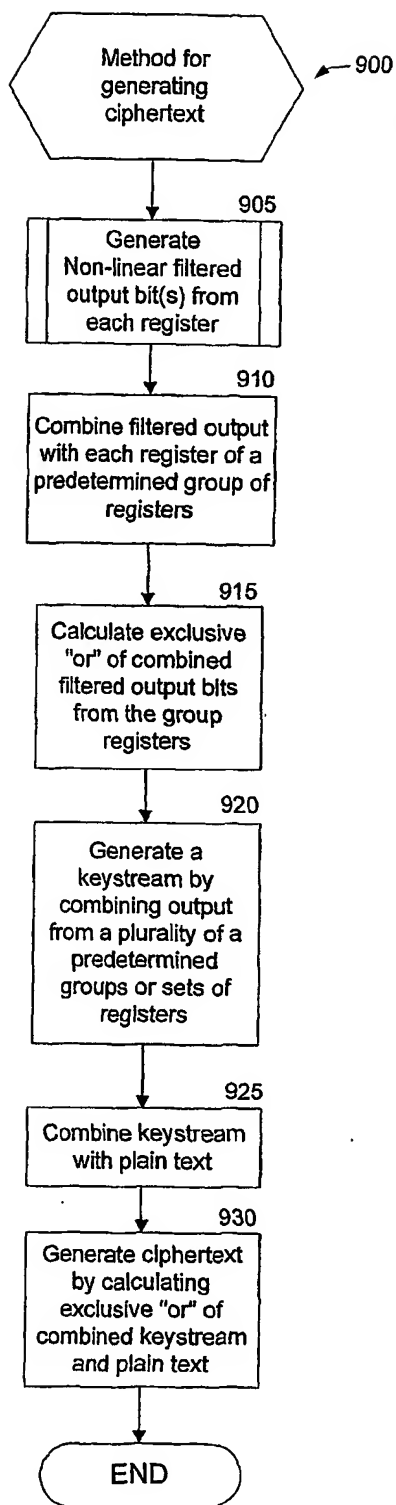 Method for
generating
ciphertext
900
905
Generate
Non-linear filtered
output bit(s) from
each register
910
Combine filtered output
with each register of a
predetermined group of
registers
915
Calculate exclusive
"or" of combined
filtered output bits
from the group
registers
920
Generate a
keystream by
combining output
from a plurality of a
predetermined
groups or sets of
registers
925
Combine keystream
with plain text
930
Generate ciphertext
by calculating
exclusive "or" of
combined keystream
and plain text
END